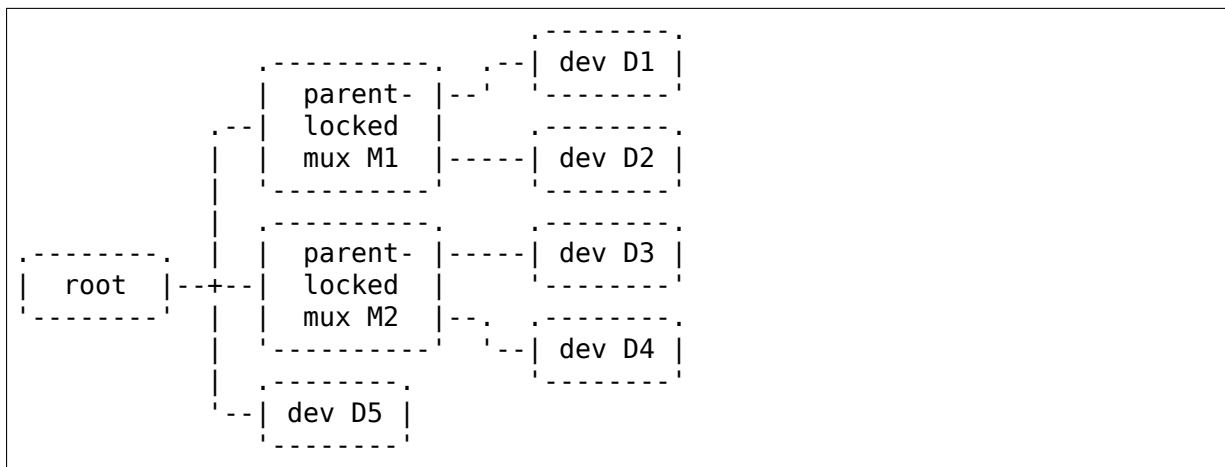 .--------.
                .----------.  .--| dev D1 |
                |  parent- |--'  '--------'
             .--|  locked  |     .--------.
             |  |  mux M1  |-----| dev D2 |
             |  '----------'     '--------'
             |  .----------.     .--------.
.--------.   |  |  parent- |-----| dev D3 |
|  root  |--+--|  locked  |     '--------'
'--------'   |  |  mux M2  |--.  .--------.
             |  '----------'  '--| dev D4 |
             |  .--------.       '--------'
             '--| dev D5 |
                '--------'